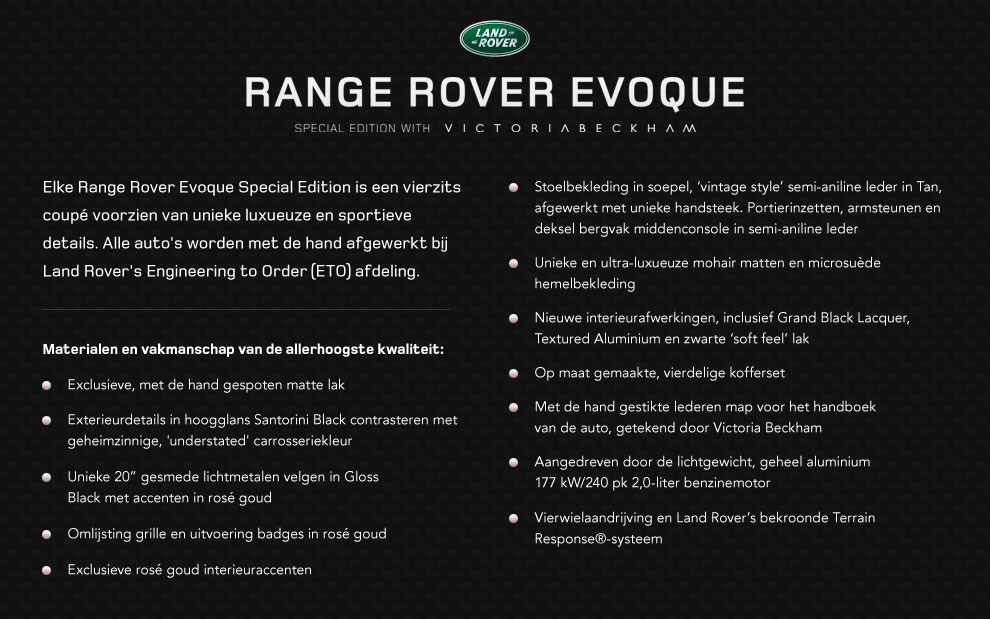 LAND ROVER
RANGE ROVER EVOQUE
SPECIAL EDITION WITH VICTORIA BECKHAM
Elke Range Rover Evoque Special Edition is een vierzits
coupé voorzien van unieke luxueuze en sportieve
details. Alle auto's worden met de hand afgewerkt bij
Land Rover's Engineering to Order (ETO) afdeling.
Materialen en vakmanschap van de allerhoogste kwaliteit:
Exclusieve, met de hand gespoten matte lak
Exterieurdetails in hoogglans Santorini Black contrasteren met
geheimzinnige, 'understated' carrosseriekleur
Unieke 20” gesmede lichtmetalen velgen in Gloss
Black met accenten in rosé goud
Omlijsting grille en uitvoering badges in rosé goud
Exclusieve rosé goud interieuraccenten
Stoelbekleding in soepel, ‘vintage style’ semi-aniline leder in Tan,
afgewerkt met unieke handsteek. Portierinzetten, armsteunen en
deksel bergvak middenconsole in semi-aniline leder
Unieke en ultra-luxueuze mohair matten en microsuède
hemelbekleding
Nieuwe interieurafwerkingen, inclusief Grand Black Lacquer,
Textured Aluminium en zwarte ‘soft feel’ lak
Op maat gemaakte, vierdelige kofferset
Met de hand gestikte lederen map voor het handboek
van de auto, getekend door Victoria Beckham
Aangedreven door de lichtgewicht, geheel aluminium
177 kW/240 pk 2,0-liter benzinemotor
Vierwielaandrijving en Land Rover’s bekroonde Terrain
Response®-systeem